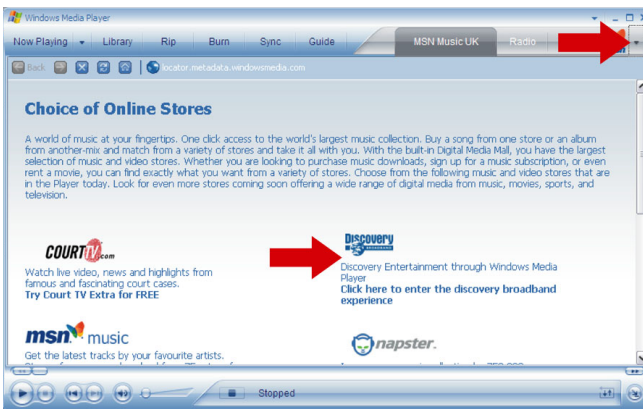 Windows Media Player
Now Playing Library Rip Burn Sync Guide MSN Music UK Radio
Back locator.metadata.windowsmedia.com
Choice of Online Stores
A world of music at your fingertips. One click access to the world's largest music collection. Buy a song from one store or an album
from another-mix and match from a variety of stores and take it all with you. With the built-in Digital Media Mall, you have the largest
selection of music and video stores. Whether you are looking to purchase music downloads, sign up for a music subscription, or even
rent a movie, you can find exactly what you want from a variety of stores. Choose from the following music and video stores that are
in the Player today. Look for even more stores coming soon offering a wide range of digital media from music, movies, sports, and
television.
COURT TV.com
Watch live video, news and highlights from
famous and fascinating court cases.
Try Court TV Extra for FREE
Discovery
Discovery Entertainment through Windows Media
Player
Click here to enter the discovery broadband
experience
msn music
Get the latest tracks by your favourite artists.
napster.
Stopped